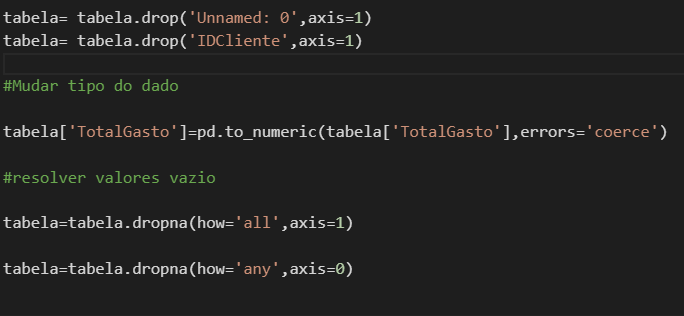 tabela= tabela.drop('Unnamed: 0',axis=1)
tabela= tabela.drop('IDCliente',axis=1)
#Mudar tipo do dado
tabela['TotalGasto']=pd.to_numeric(tabela['TotalGasto'],errors='coerce')
#resolver valores vazio
tabela=tabela.dropna(how='all',axis=1)
tabela=tabela.dropna(how='any',axis=0)